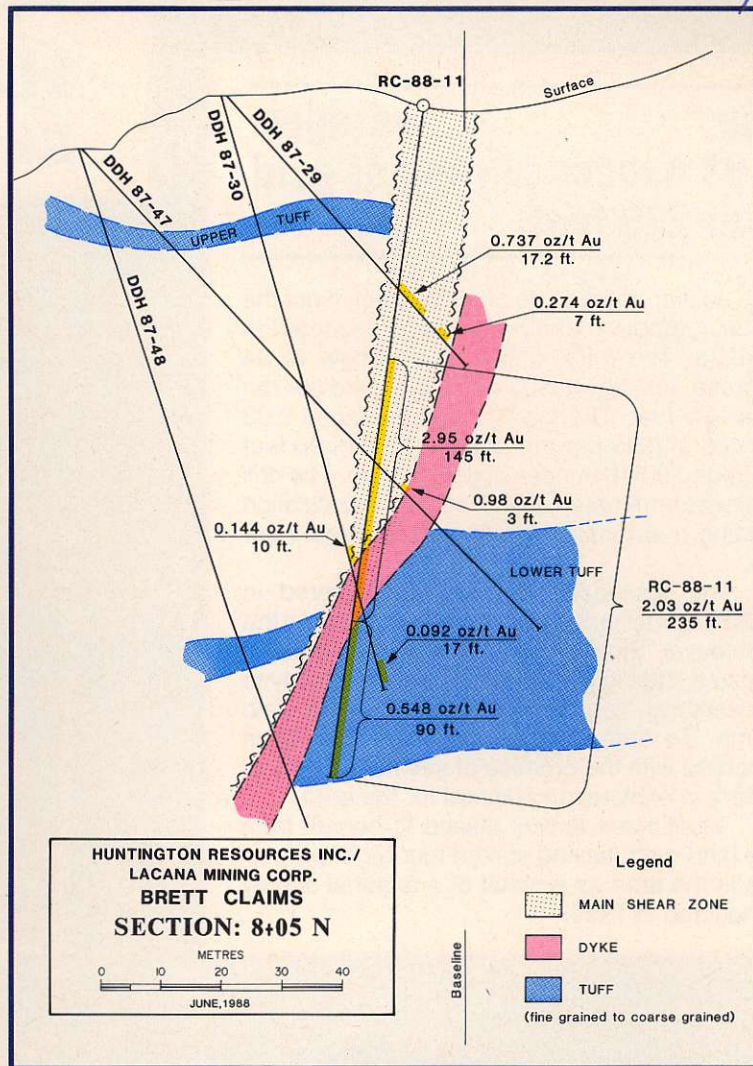 RC-88-11
Surface
DDH 87-29
DDH 87-30
DDH 87-47
DDH 87-48
UPPER TUFF
0.737 oz/t Au
17.2 ft.
0.274 oz/t Au
7 ft.
2.95 oz/t Au
145 ft.
0.98 oz/t Au
3 ft.
0.144 oz/t Au
10 ft.
LOWER TUFF
RC-88-11
2.03 oz/t Au
235 ft.
0.092 oz/t Au
17 ft.
0.548 oz/t Au
90 ft.
HUNTINGTON RESOURCES INC./
LACANA MINING CORP.
BRETT CLAIMS
SECTION: 8+05 N
METRES
0 10 20 30 40
JUNE, 1988
Legend
MAIN SHEAR ZONE
DYKE
TUFF
(fine grained to coarse grained)
Baseline